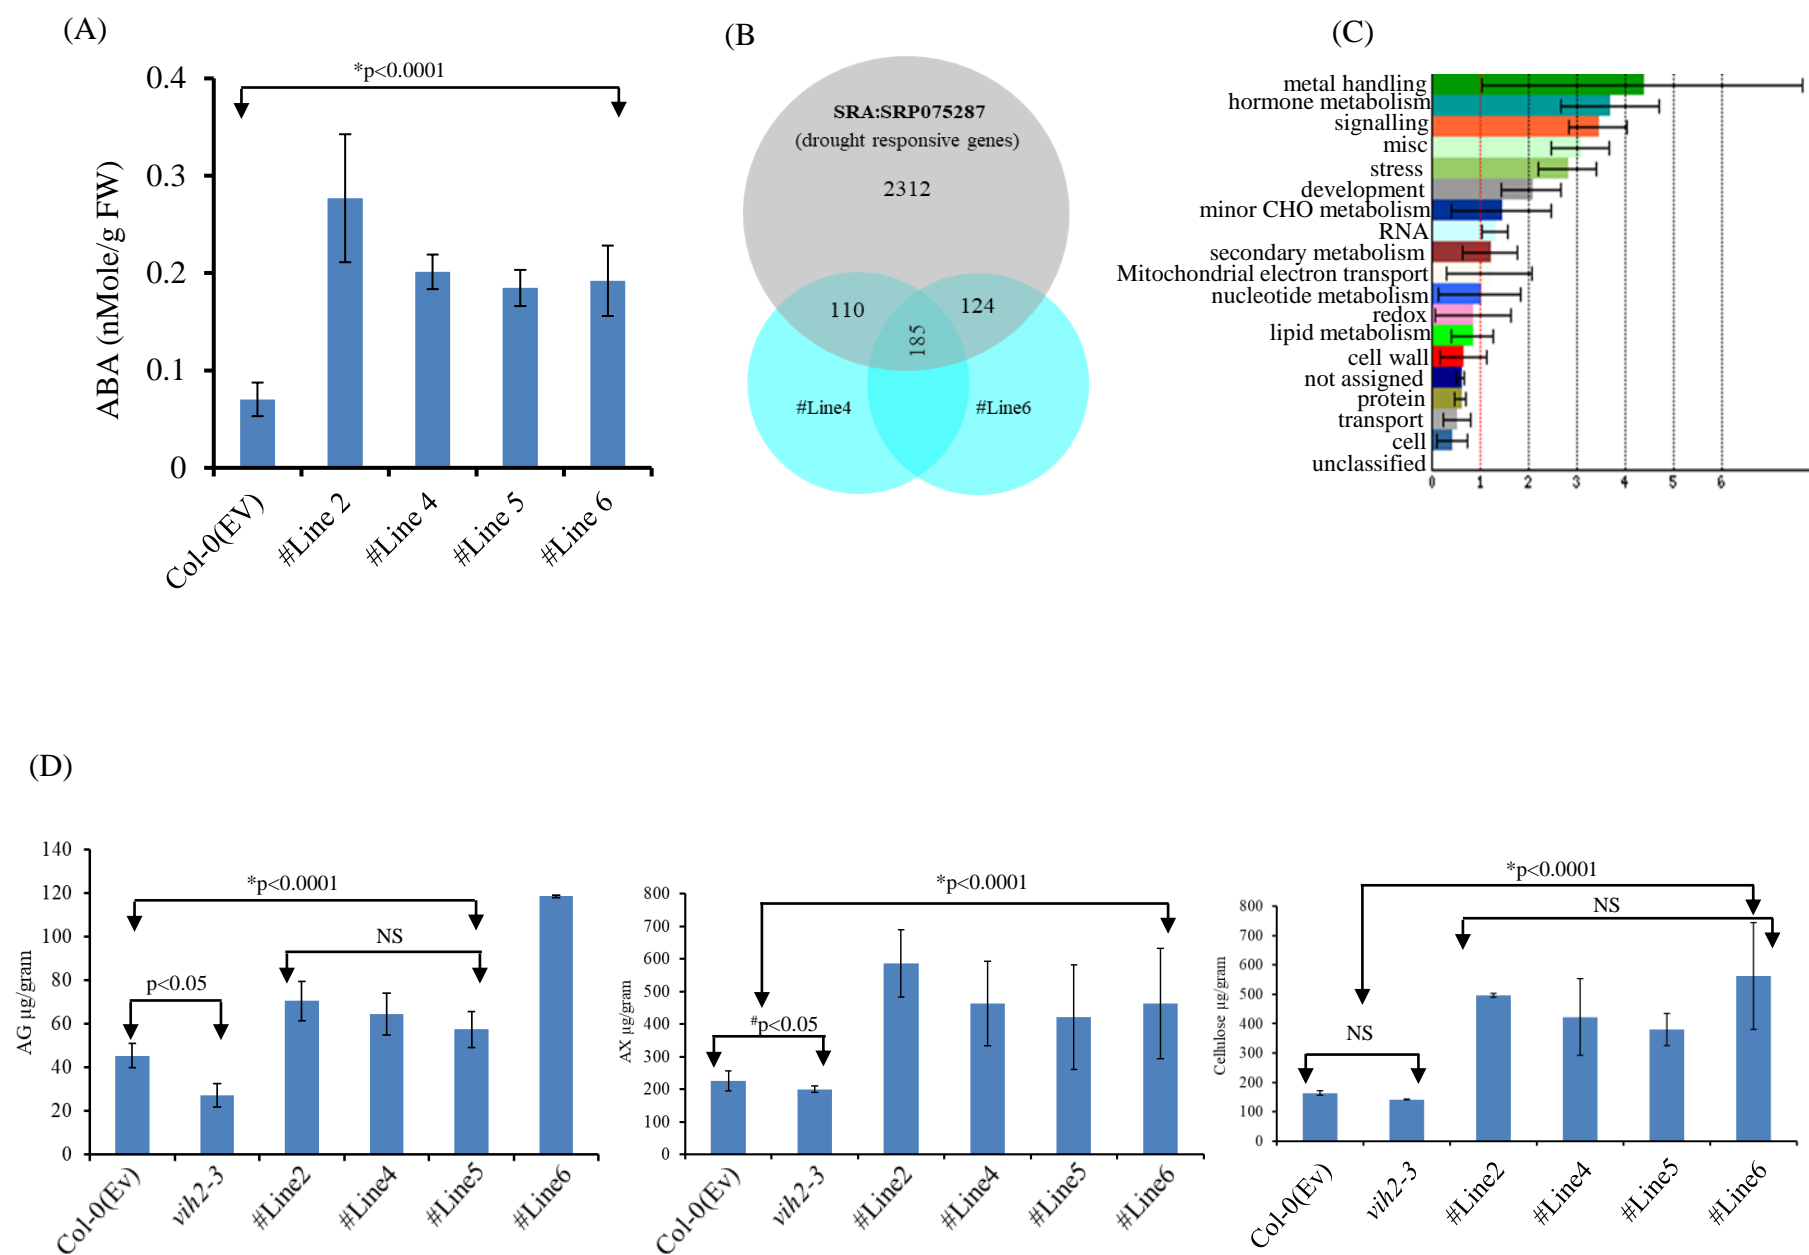 (A)
*p<0.0001
0.4
0.3
0.2
0.1
0
ABA (nMole/g FW)
Col-0(EV)
#Line 2
#Line 4
#Line 5
#Line 6
(B
SRA:SRP075287
(drought responsive genes)
2312
110
124
185
#Line4
#Line6
(C)
metal handling
hormone metabolism
signalling
misc
stress
development
minor CHO metabolism
RNA
secondary metabolism
Mitochondrial electron transport
nucleotide metabolism
redox
lipid metabolism
cell wall
not assigned
protein
transport
cell
unclassified
0 1 2 3 4 5 6
(D)
140
120
100
80
60
40
20
0
AG µg/gram
*p<0.0001
NS
p<0.05
Col-0(Ev)
vih2-3
#Line2
#Line4
#Line5
#Line6
800
700
600
500
400
300
200
100
0
AX µg/gram
*p<0.0001
#p<0.05
Col-0(Ev)
vih2-3
#Line2
#Line4
#Line5
#Line6
800
700
600
500
400
300
200
100
0
Cellulose µg/gram
*p<0.0001
NS
NS
Col-0(Ev)
vih2-3
#Line2
#Line4
#Line5
#Line6